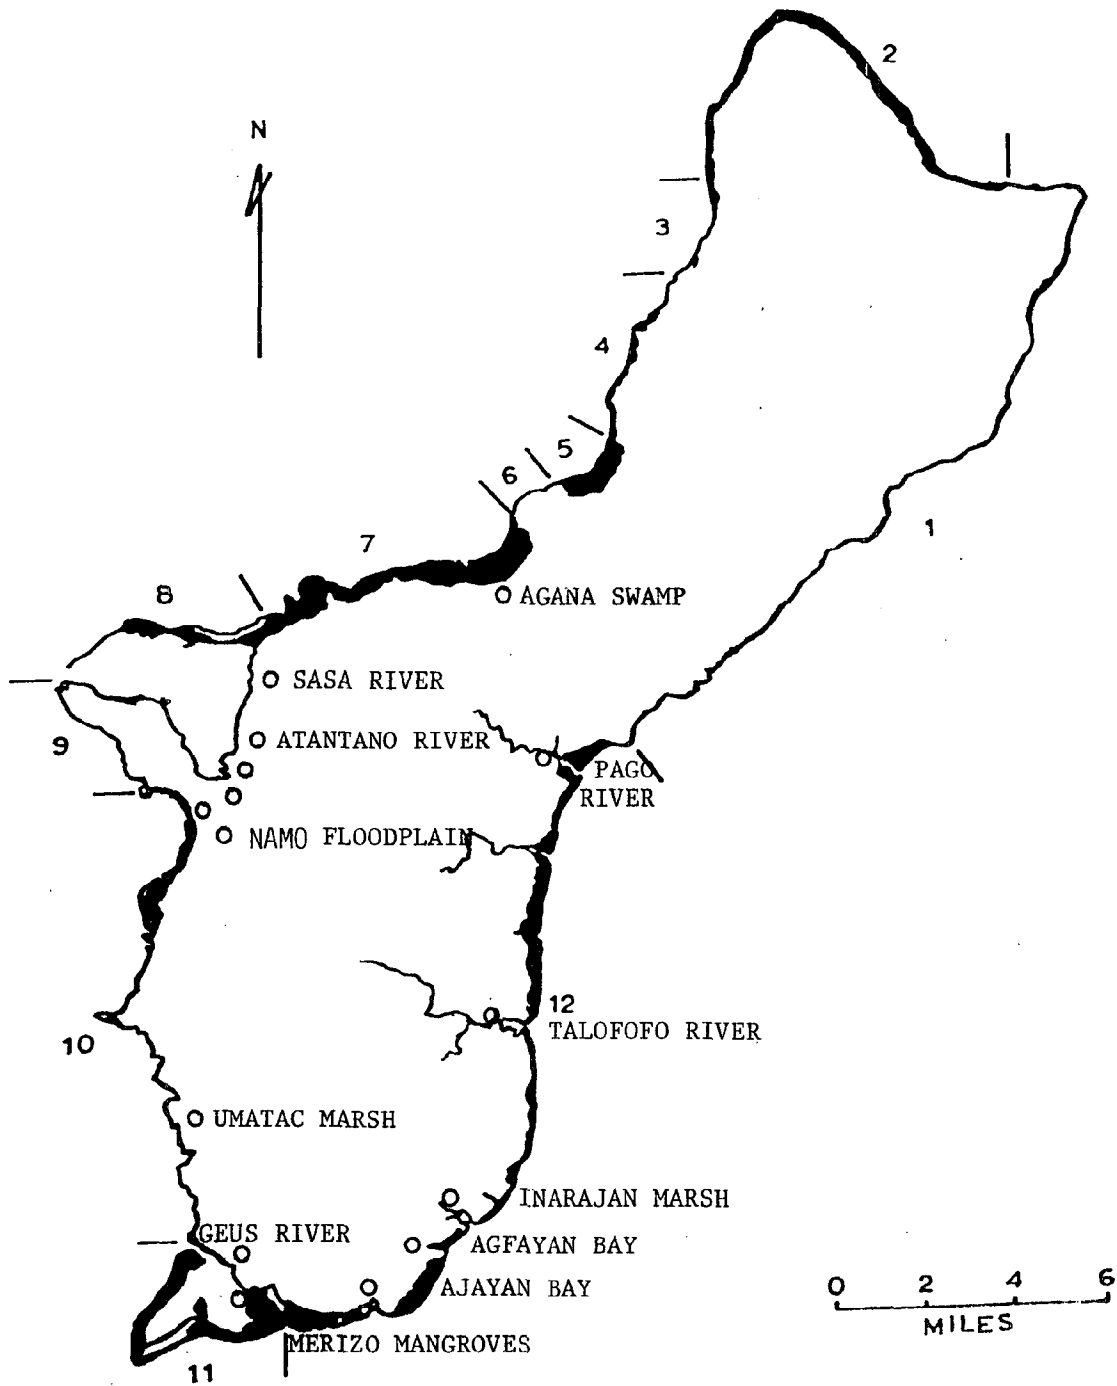 2
N
3
4
5
6
1
7
8
AGANA SWAMP
SASA RIVER
9
ATANTANO RIVER
PAGO
RIVER
NAMO FLOODPLAIN
12
TALOFOFO RIVER
10
UMATAC MARSH
INARAJAN MARSH
GEUS RIVER
AGFAYAN BAY
AJAYAN BAY
0 2 4 6
MILES
MERIZO MANGROVES
11